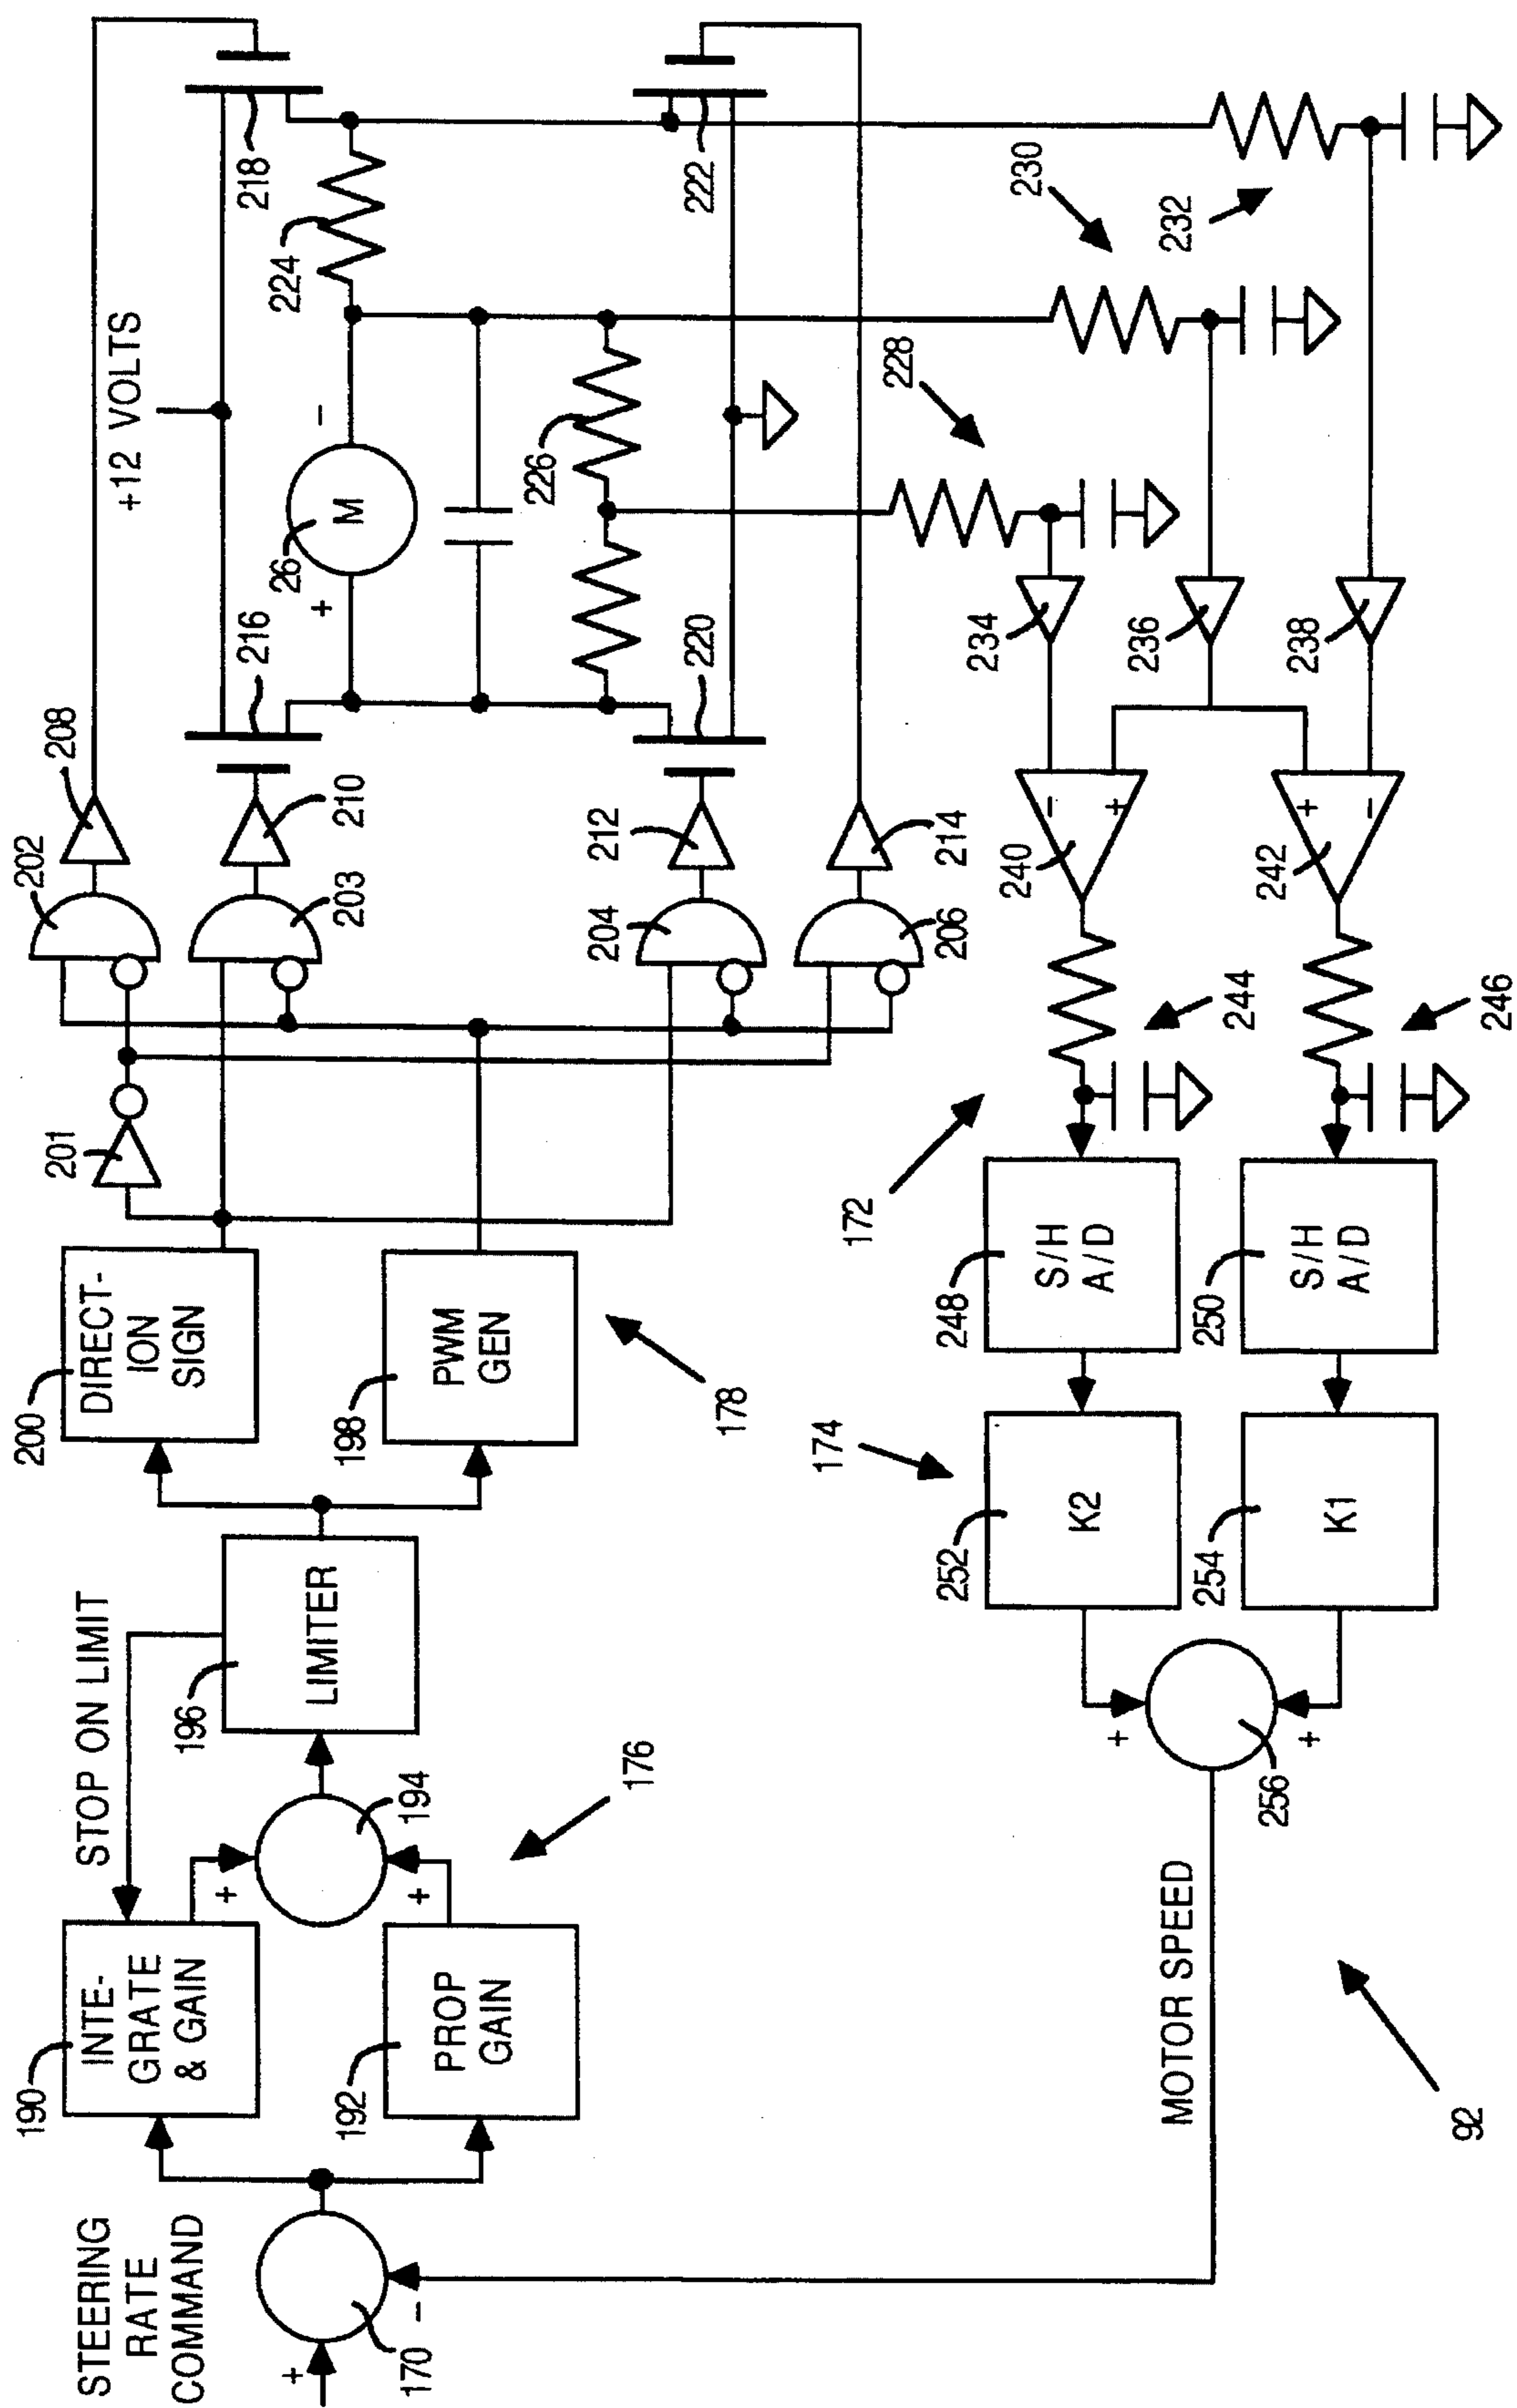 STEERING
RATE
COMMAND
+
-
170
190
INTE-
GRATE
& GAIN
192
PROP
GAIN
+
+
194
176
STOP ON LIMIT
196
LIMITER
200
DIRECT-
ION
SIGN
198
PWM
GEN
178
201
202
203
204
206
208
210
212
214
+12 VOLTS
216
218
220
222
+
26
M
-
224
226
228
230
232
234
236
238
240
-
+
242
+
-
244
246
172
248
S/H
A/D
250
S/H
A/D
174
252
K2
254
K1
+
+
256
MOTOR SPEED
92